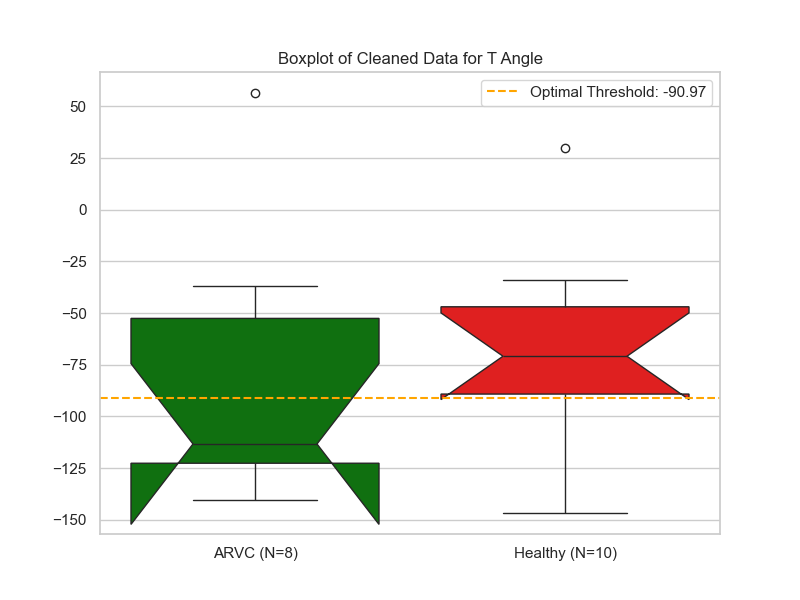 Boxplot of Cleaned Data for T Angle
Optimal Threshold: -90.97
50
25
0
−25
−50
−75
−100
−125
−150
ARVC (N=8)
Healthy (N=10)